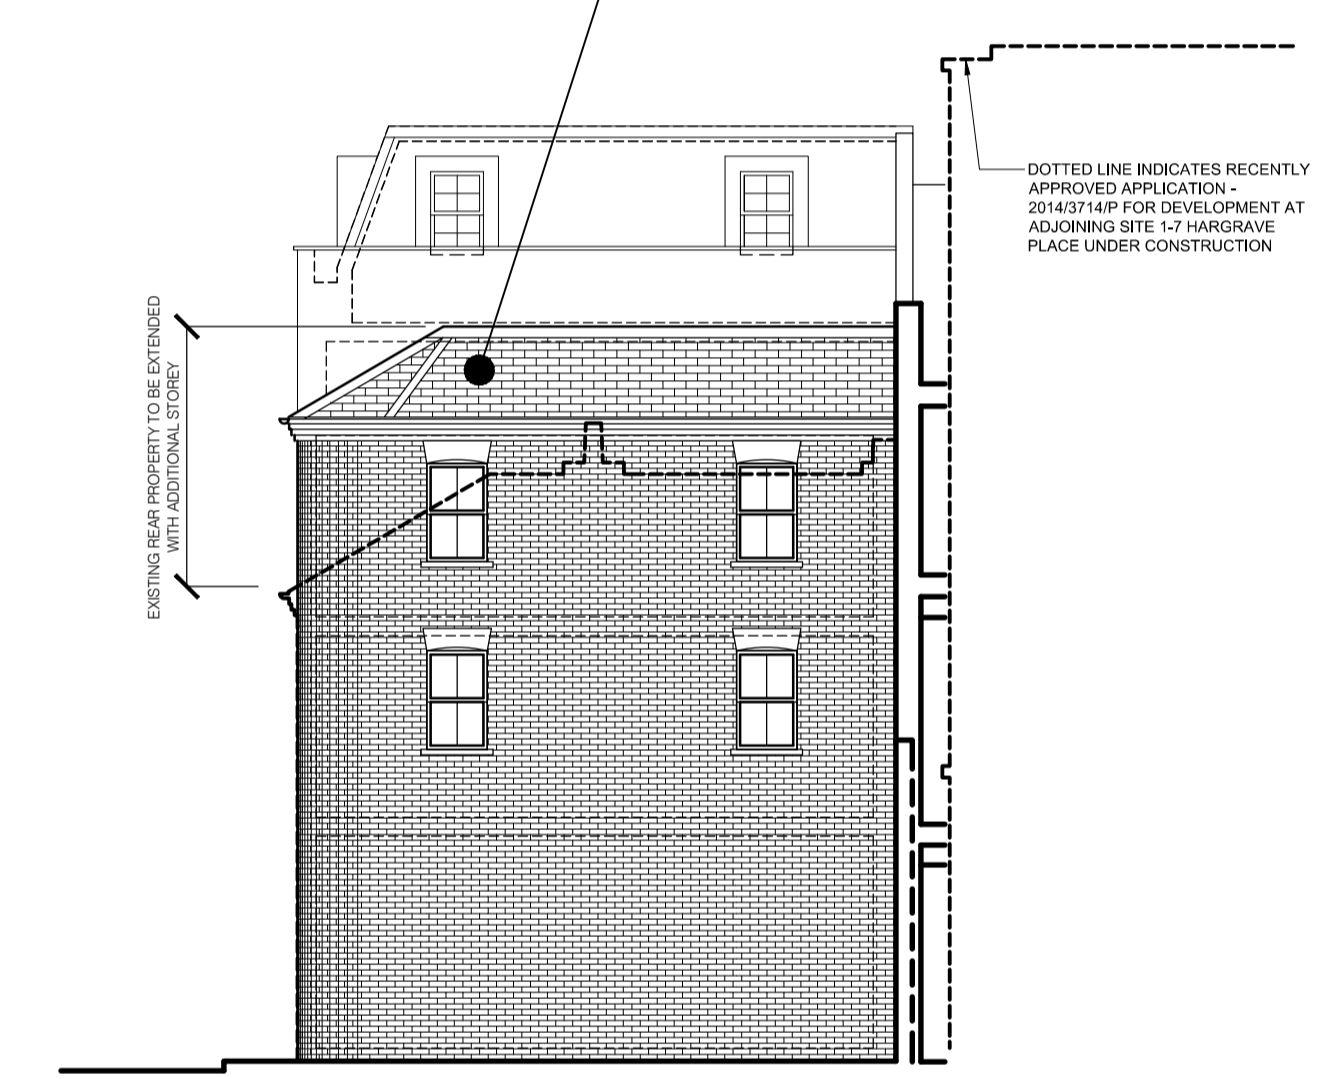 DOTTED LINE INDICATES RECENTLY
APPROVED APPLICATION -
2014/3714/P FOR DEVELOPMENT AT
ADJOINING SITE 1-7 HARGRAVE
PLACE UNDER CONSTRUCTION
EXISTING REAR PROPERTY TO BE EXTENDED
WITH ADDITIONAL STOREY